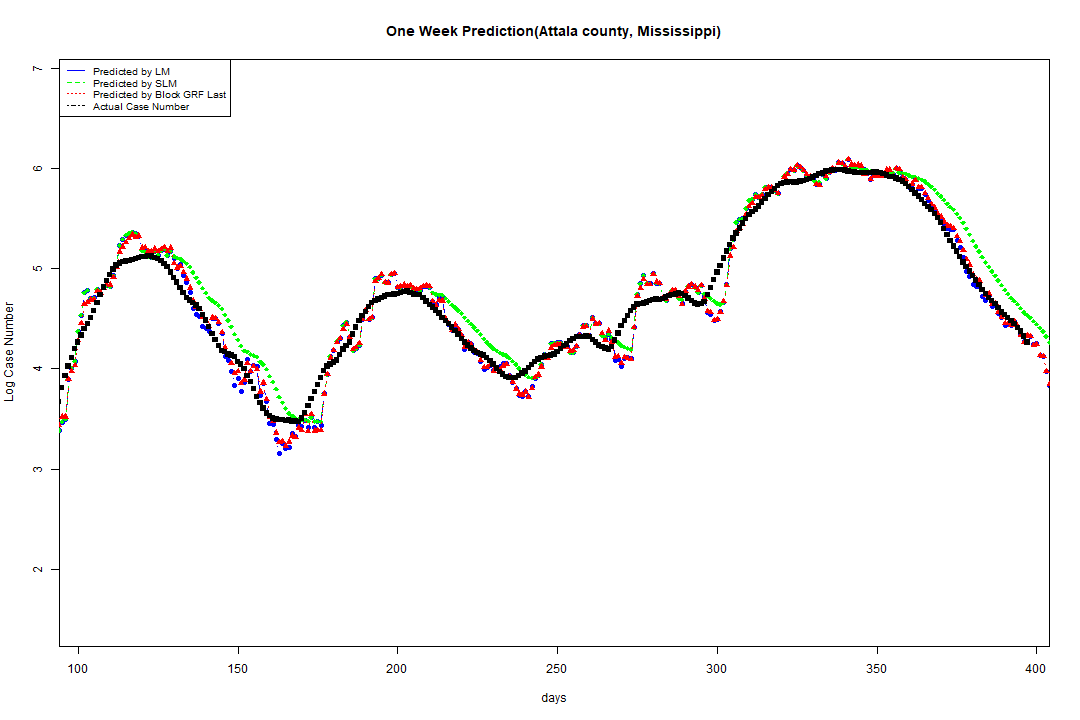 One Week Prediction(Attala county, Mississippi)
Predicted by LM
Predicted by SLM
Predicted by Block GRF Last
Actual Case Number
7
6
5
4
3
2
Log Case Number
100 150 200 250 300 350 400
days